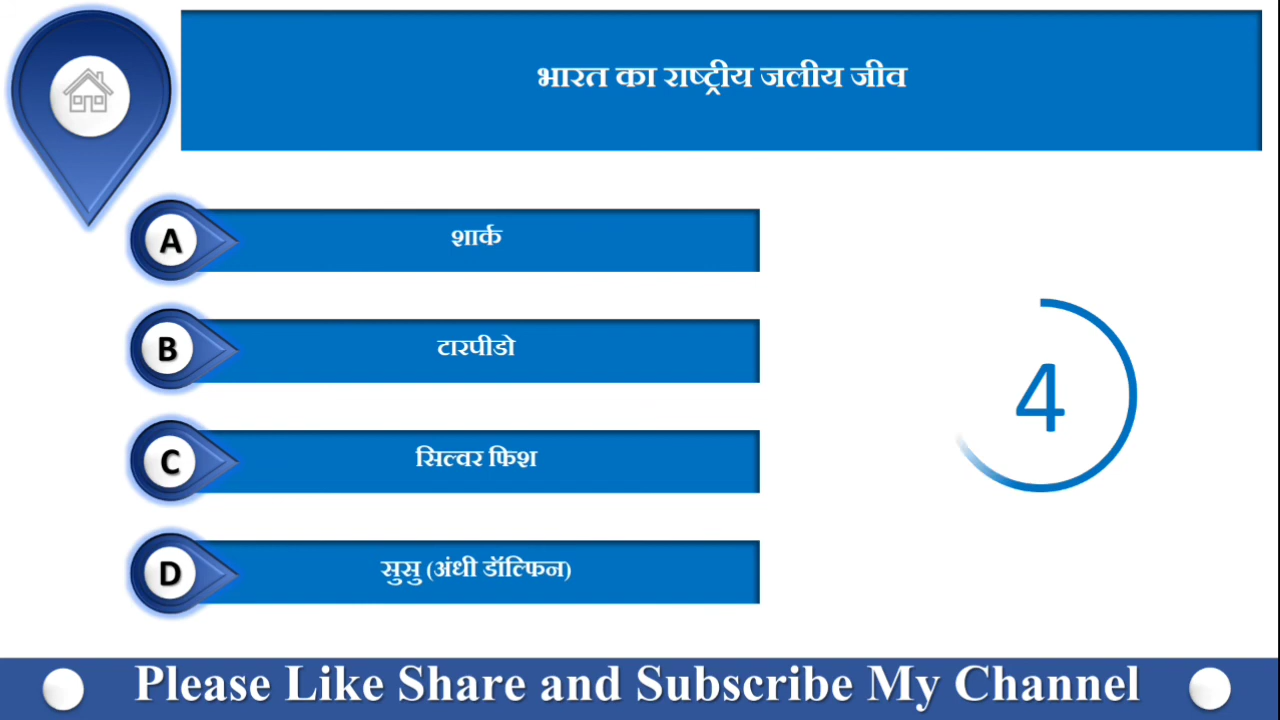 भारत का राष्ट्रीय जलीय जीव
A
शार्क
B
टारपीडो
C
सिल्वर फिश
D
सुसु (अंधी डॉल्फिन)
4
Please Like Share and Subscribe My Channel